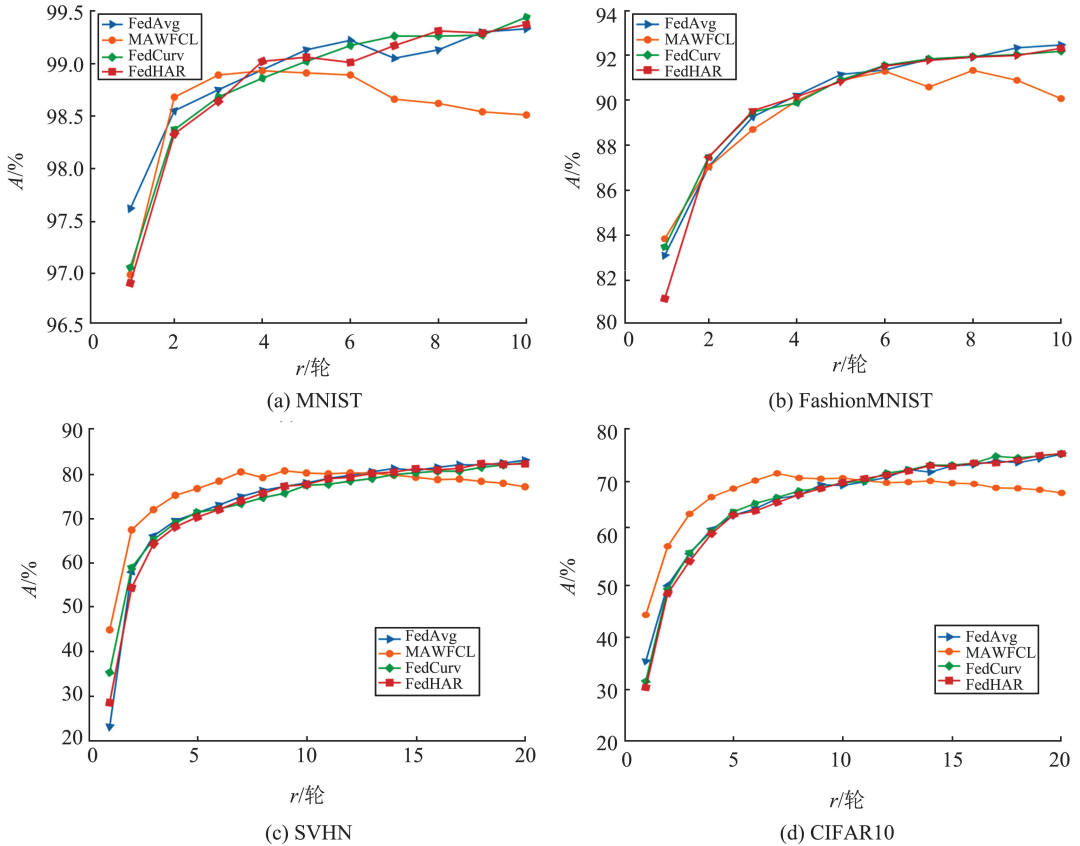 99.5
99.0
98.5
98.0
97.5
97.0
96.5
A/%
FedAvg
MAWFCL
FedCurv
FedHAR
0 2 4 6 8 10
r/轮
(a) MNIST
94
92
90
88
86
84
82
80
A/%
FedAvg
MAWFCL
FedCurv
FedHAR
0 2 4 6 8 10
r/轮
(b) FashionMNIST
90
80
70
60
50
40
30
20
A/%
FedAvg
MAWFCL
FedCurv
FedHAR
0 5 10 15 20
r/轮
(c) SVHN
80
70
60
50
70
30
20
A/%
FedAvg
MAWFCL
FedCurv
FedHAR
0 5 10 15 20
r/轮
(d) CIFAR10